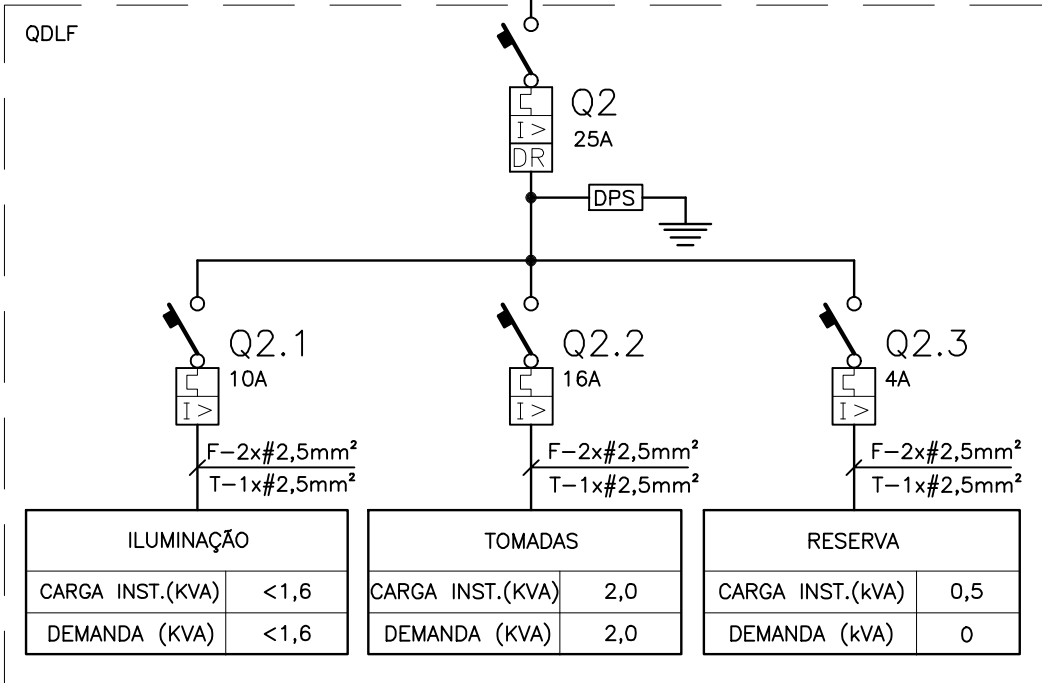 QDLF
Q2
25A
I >
DR
DPS
Q2.1
10A
I >
Q2.2
16A
I >
Q2.3
4A
I >
F-2x#2,5mm²
T-1x#2,5mm²
F-2x#2,5mm²
T-1x#2,5mm²
F-2x#2,5mm²
T-1x#2,5mm²
ILUMINAÇÃO
CARGA INST.(KVA) <1,6
DEMANDA (KVA) <1,6
TOMADAS
CARGA INST.(KVA) 2,0
DEMANDA (KVA) 2,0
RESERVA
CARGA INST.(kVA) 0,5
DEMANDA (kVA) 0